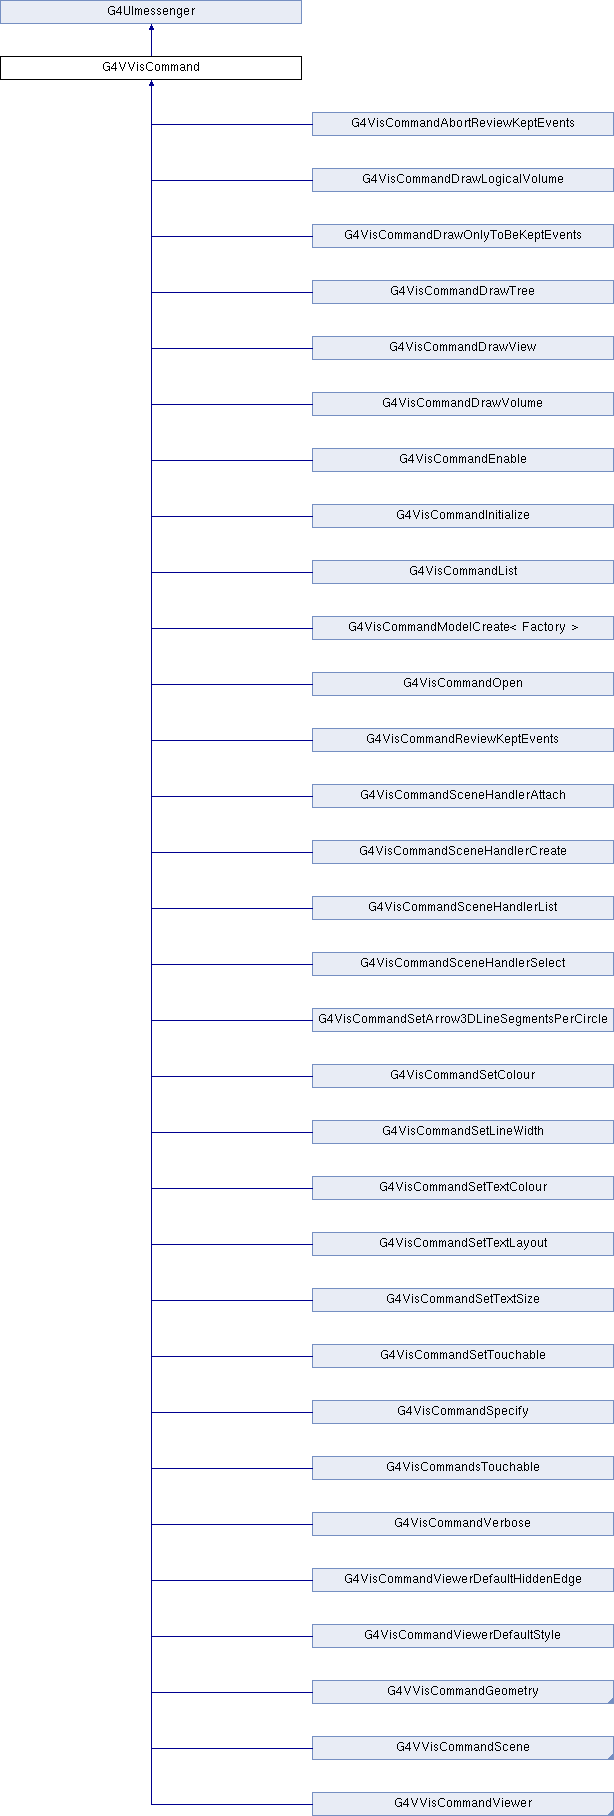 G4UImessenger
G4VVisCommand
G4VisCommandAbortReviewKeptEvents
G4VisCommandDrawLogicalVolume
G4VisCommandDrawOnlyToBeKeptEvents
G4VisCommandDrawTree
G4VisCommandDrawView
G4VisCommandDrawVolume
G4VisCommandEnable
G4VisCommandInitialize
G4VisCommandList
G4VisCommandModelCreate< Factory >
G4VisCommandOpen
G4VisCommandReviewKeptEvents
G4VisCommandSceneHandlerAttach
G4VisCommandSceneHandlerCreate
G4VisCommandSceneHandlerList
G4VisCommandSceneHandlerSelect
G4VisCommandSetArrow3DLineSegmentsPerCircle
G4VisCommandSetColour
G4VisCommandSetLineWidth
G4VisCommandSetTextColour
G4VisCommandSetTextLayout
G4VisCommandSetTextSize
G4VisCommandSetTouchable
G4VisCommandSpecify
G4VisCommandsTouchable
G4VisCommandVerbose
G4VisCommandViewerDefaultHiddenEdge
G4VisCommandViewerDefaultStyle
G4VVisCommandGeometry
G4VVisCommandScene
G4VVisCommandViewer